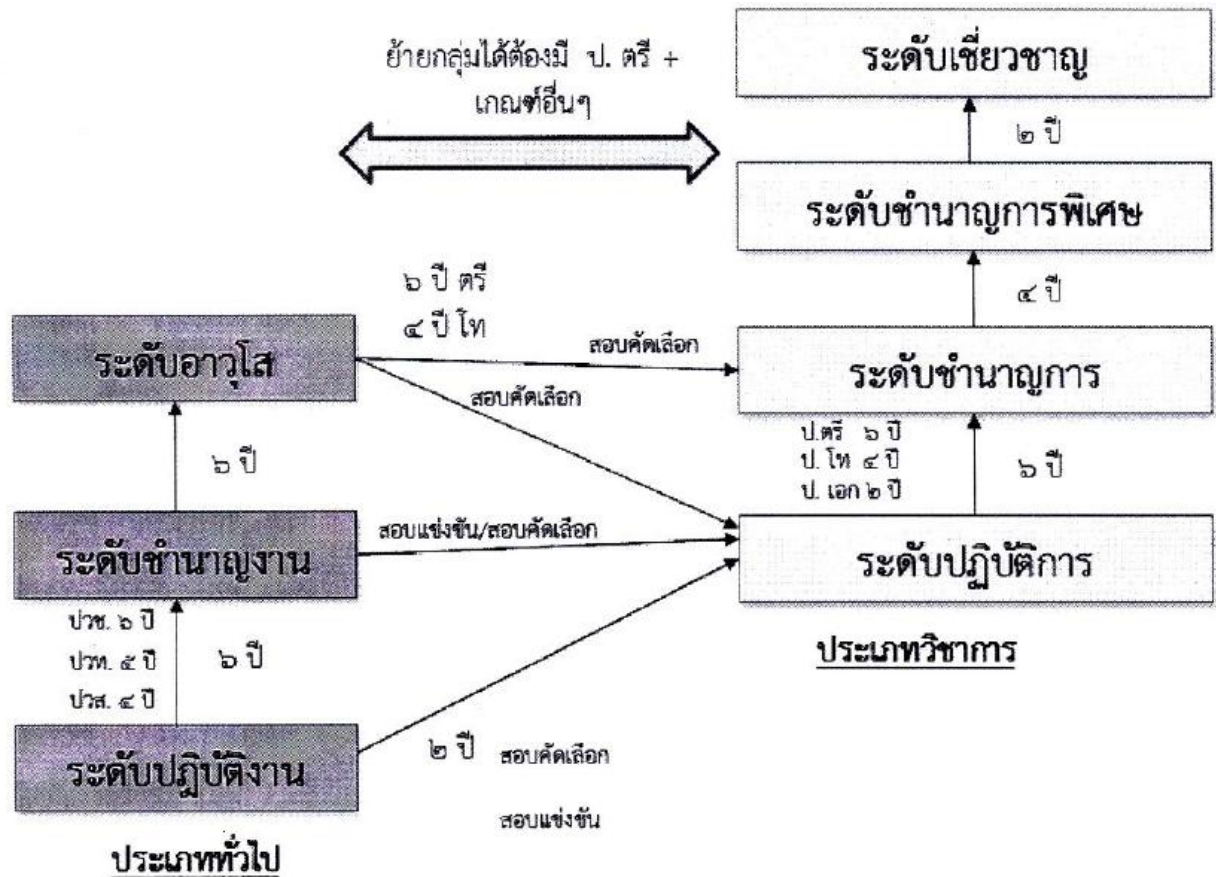 ย้ายกลุ่มได้ต้องมี ป. ตรี +
เกณฑ์อื่นๆ
ระดับเชี่ยวชาญ
๒ ปี
ระดับชำนาญการพิเศษ
๔ ปี
๖ ปี ตรี
๔ ปี โท
ระดับอาวุโส
สอบคัดเลือก
สอบคัดเลือก
ระดับชำนาญการ
๖ ปี
ป.ตรี ๖ ปี
ป. โท ๔ ปี
ป. เอก ๒ ปี
๖ ปี
ระดับชำนาญงาน
สอบแข่งขัน/สอบคัดเลือก
ระดับปฏิบัติการ
ปวช. ๖ ปี
ปวท. ๕ ปี
ปวส. ๔ ปี
๖ ปี
ประเภทวิชาการ
ระดับปฏิบัติงาน
๒ ปี สอบคัดเลือก
สอบแข่งขัน
ประเภททั่วไป